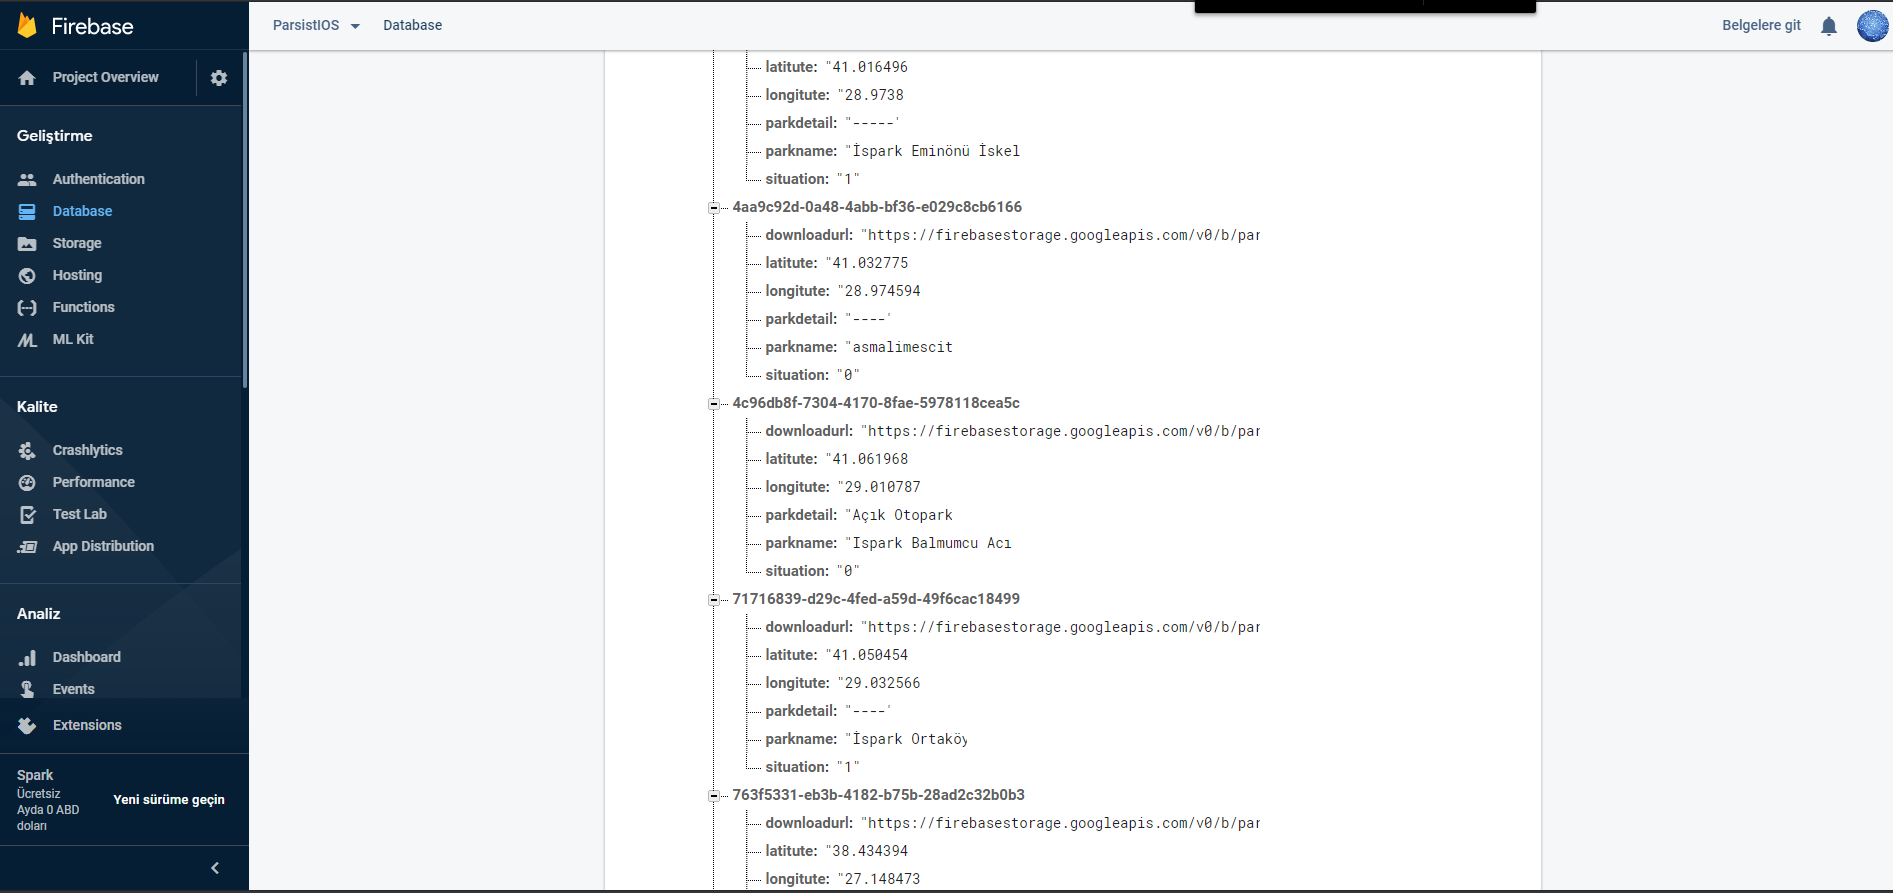 Firebase
ParsistIOS
Database
Belgelere git
Project Overview
Geliştirme
Authentication
Database
Storage
Hosting
Functions
ML Kit
Kalite
Crashlytics
Performance
Test Lab
App Distribution
Analiz
Dashboard
Events
Extensions
Spark
Ücretsiz
Ayda 0 ABD
doları
Yeni sürüme geçin
latitute: "41.016496
longitute: "28.9738
parkdetail: "-----'
parkname: "İspark Eminönü İskel
situation: "1"
4aa9c92d-0a48-4abb-bf36-e029c8cb6166
downloadurl: "https://firebasestorage.googleapis.com/v0/b/par
latitute: "41.032775
longitute: "28.974594
parkdetail: "----'
parkname: "asmalimescit
situation: "0"
4c96db8f-7304-4170-8fae-5978118cea5c
downloadurl: "https://firebasestorage.googleapis.com/v0/b/par
latitute: "41.061968
longitute: "29.010787
parkdetail: "Açık Otopark
parkname: "Ispark Balmumcu Acı
situation: "0"
71716839-d29c-4fed-a59d-49f6cac18499
downloadurl: "https://firebasestorage.googleapis.com/v0/b/par
latitute: "41.050454
longitute: "29.032566
parkdetail: "----'
parkname: "İspark Ortaköy
situation: "1"
763f5331-eb3b-4182-b75b-28ad2c32b0b3
downloadurl: "https://firebasestorage.googleapis.com/v0/b/par
latitute: "38.434394
longitute: "27.148473